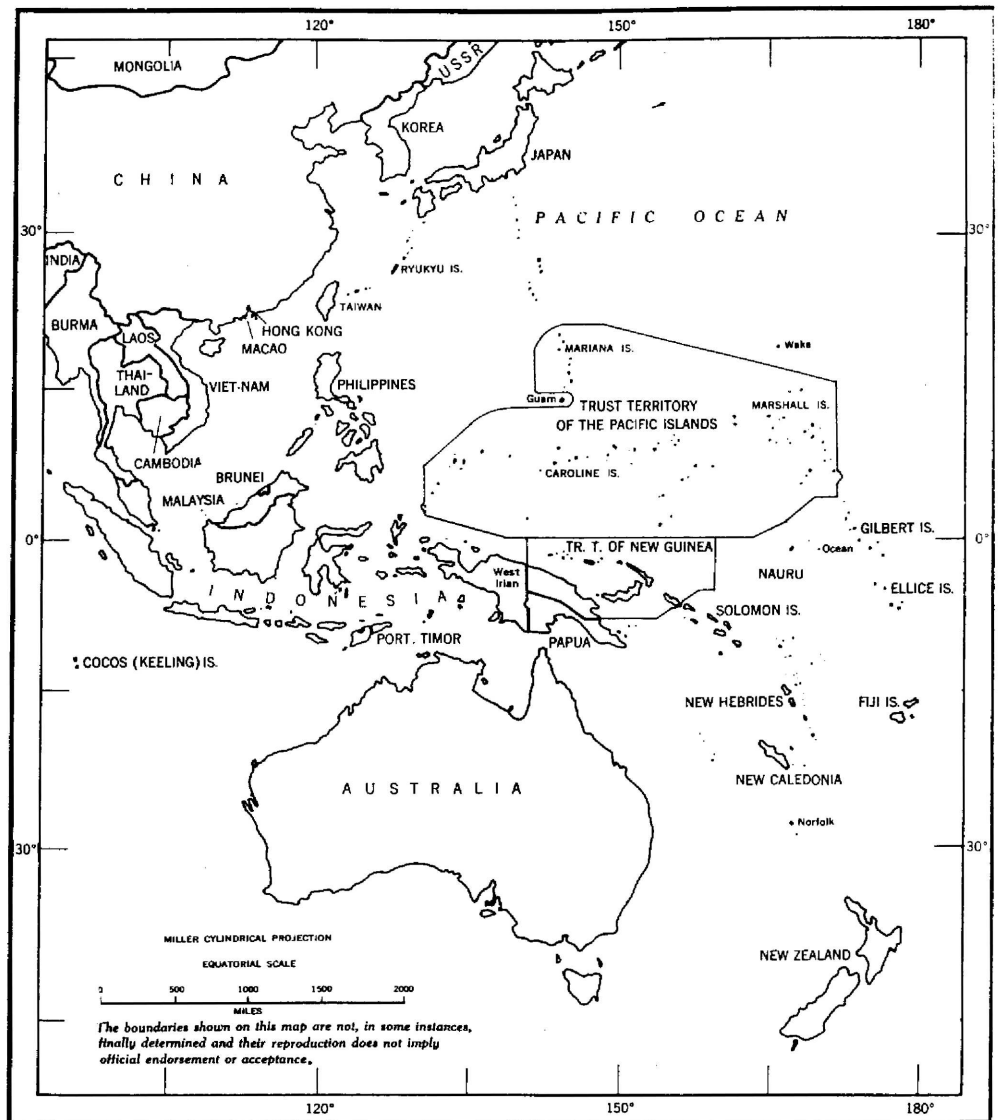 120° 150° 180°
MONGOLIA
USSR
KOREA
JAPAN
CHINA
PACIFIC OCEAN
30° 30°
INDIA
RYUKYU IS.
TAIWAN
BURMA
HONG KONG
LAOS
MACAO
MARIANA IS.
Wake
THAI-
LAND
VIET-NAM
PHILIPPINES
Guam
TRUST TERRITORY
OF THE PACIFIC ISLANDS
MARSHALL IS.
CAMBODIA
CAROLINE IS.
BRUNEI
MALAYSIA
GILBERT IS.
0° 0°
TR. T. OF NEW GUINEA
Ocean
West
Irian
NAURU
INDONESIA
ELLICE IS.
SOLOMON IS.
PORT. TIMOR
PAPUA
COCOS (KEELING) IS.
NEW HEBRIDES
FIJI IS.
NEW CALEDONIA
AUSTRALIA
Norfolk
30° 30°
MILLER CYLINDRICAL PROJECTION
EQUATORIAL SCALE
0 500 1000 1500 2000
MILES
NEW ZEALAND
The boundaries shown on this map are not, in some instances,
finally determined and their reproduction does not imply
official endorsement or acceptance.
120° 150° 180°